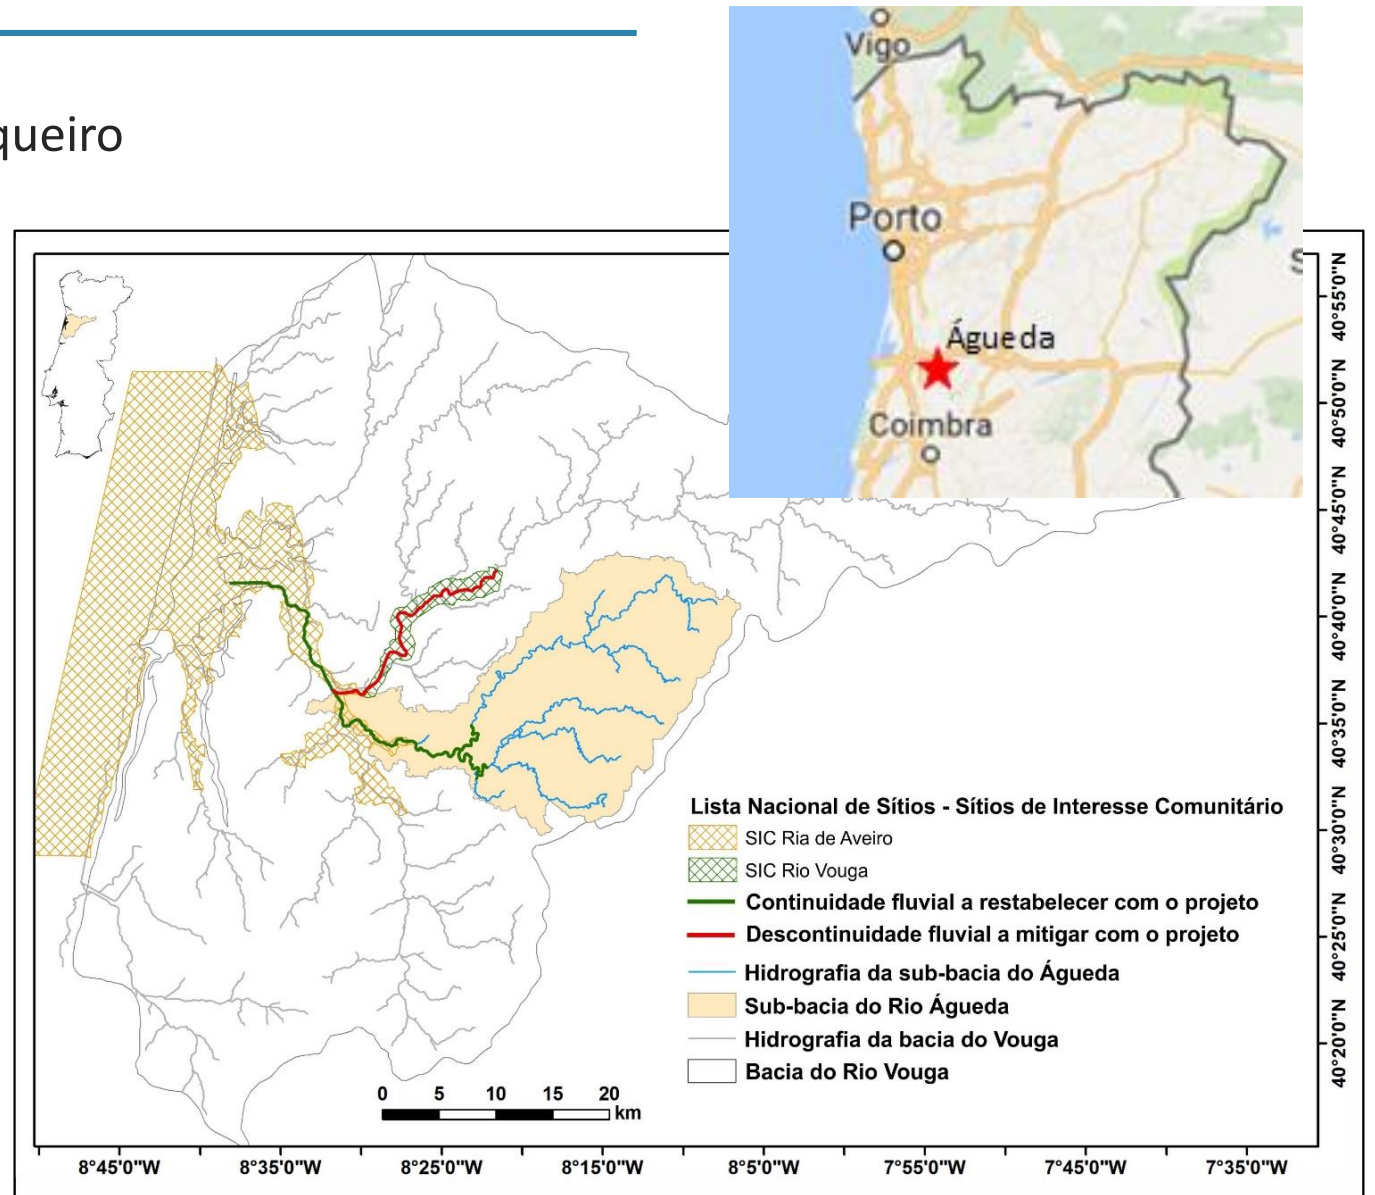 queiro
Vigo
Porto
Águeda
Coimbra
S
40°55'0"N
40°50'0"N
40°45'0"N
40°40'0"N
40°35'0"N
40°30'0"N
40°25'0"N
40°20'0"N
Lista Nacional de Sítios - Sítios de Interesse Comunitário
SIC Ria de Aveiro
SIC Rio Vouga
Continuidade fluvial a restabelecer com o projeto
Descontinuidade fluvial a mitigar com o projeto
Hidrografia da sub-bacia do Águeda
Sub-bacia do Rio Águeda
Hidrografia da bacia do Vouga
Bacia do Rio Vouga
0 5 10 15 20
km
8°45'0"W 8°35'0"W 8°25'0"W 8°15'0"W 8°5'0"W 7°55'0"W 7°45'0"W 7°35'0"W